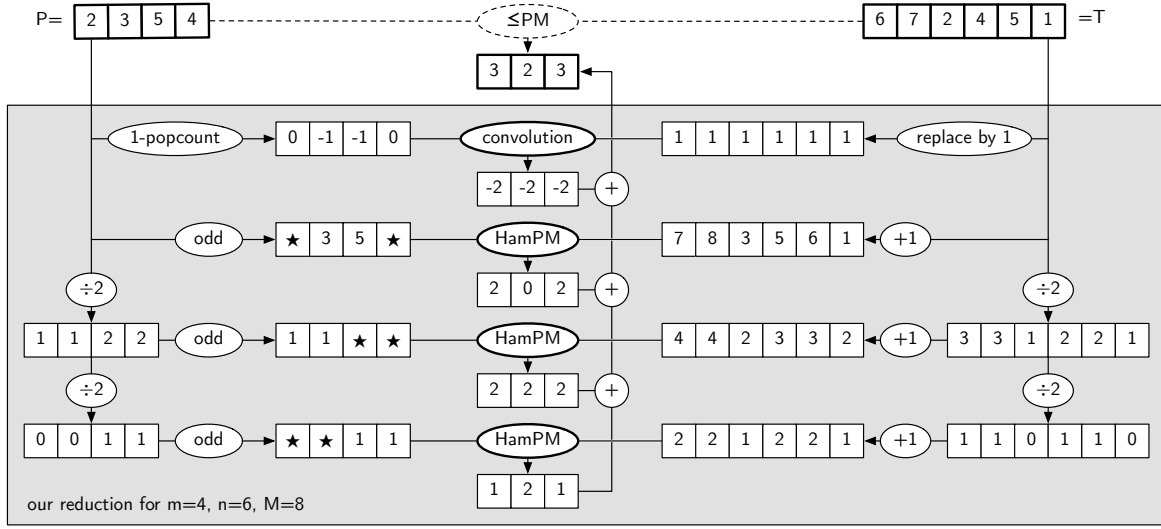 P= 2 3 5 4 ≤PM 6 7 2 4 5 1 =T
3 2 3
1-popcount 0 -1 -1 0 convolution 1 1 1 1 1 1 replace by 1
-2 -2 -2 +
odd ★ 3 5 ★ HamPM 7 8 3 5 6 1 +1
÷2 2 0 2 + ÷2
1 1 2 2 odd 1 1 ★ ★ HamPM 4 4 2 3 3 2 +1 3 3 1 2 2 1
÷2 2 2 2 + ÷2
0 0 1 1 odd ★ ★ 1 1 HamPM 2 2 1 2 2 1 +1 1 1 0 1 1 0
1 2 1
our reduction for m=4, n=6, M=8